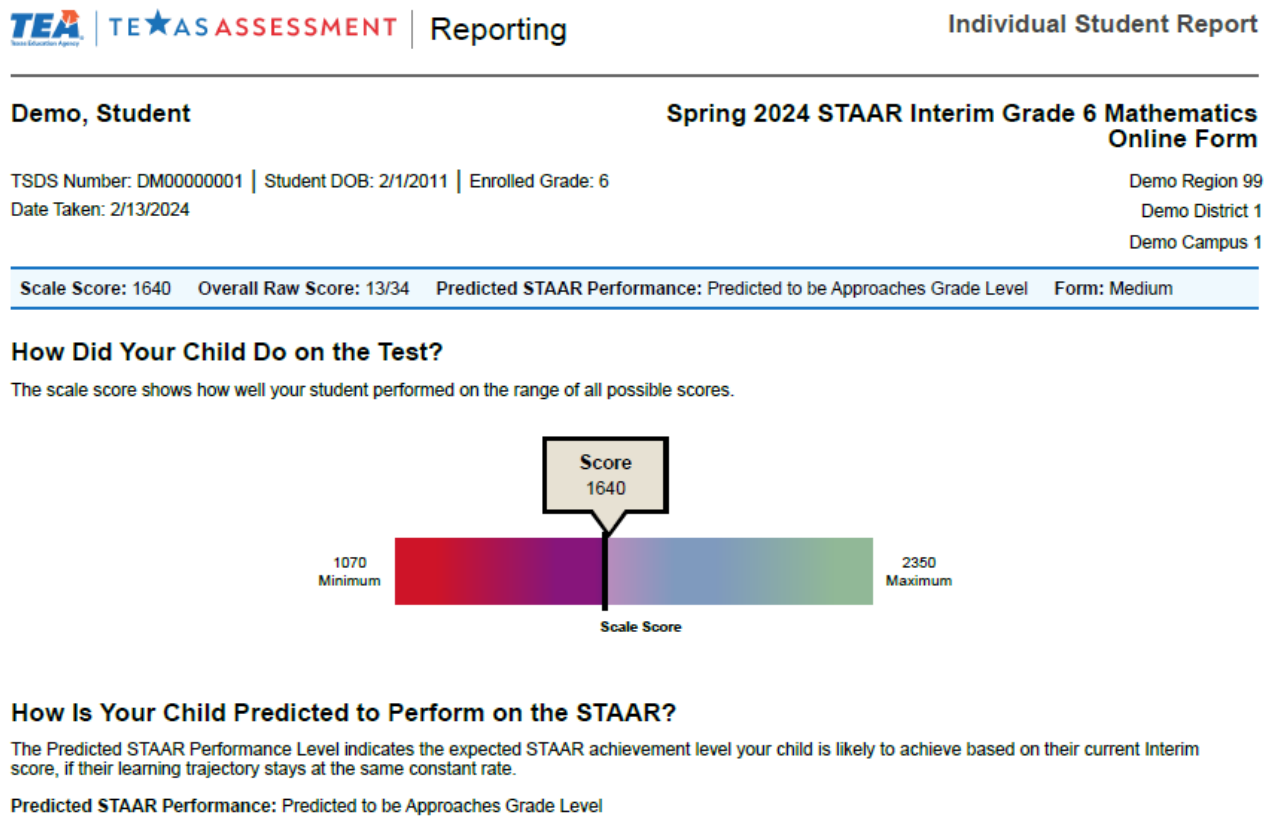 TEA
Texas Education Agency
TEXAS ASSESSMENT
Reporting
Individual Student Report
Demo, Student
Spring 2024 STAAR Interim Grade 6 Mathematics
Online Form
TSDS Number: DM00000001 | Student DOB: 2/1/2011 | Enrolled Grade: 6
Date Taken: 2/13/2024
Demo Region 99
Demo District 1
Demo Campus 1
Scale Score: 1640 Overall Raw Score: 13/34 Predicted STAAR Performance: Predicted to be Approaches Grade Level Form: Medium
How Did Your Child Do on the Test?
The scale score shows how well your student performed on the range of all possible scores.
Score
1640
1070
Minimum
2350
Maximum
Scale Score
How Is Your Child Predicted to Perform on the STAAR?
The Predicted STAAR Performance Level indicates the expected STAAR achievement level your child is likely to achieve based on their current Interim
score, if their learning trajectory stays at the same constant rate.
Predicted STAAR Performance: Predicted to be Approaches Grade Level